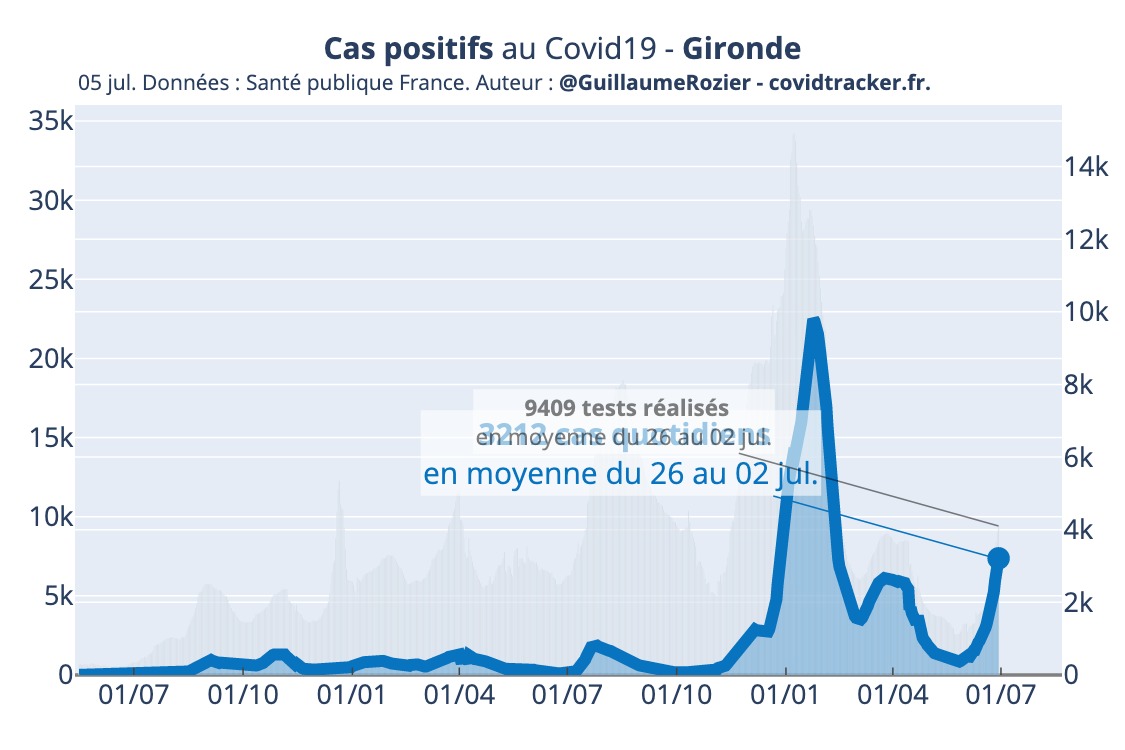 Cas positifs au Covid19 - Gironde
05 jul. Données : Santé publique France. Auteur : @GuillaumeRozier - covidtracker.fr.
35k
30k
25k
20k
15k
10k
5k
0
14k
12k
10k
8k
6k
4k
2k
0
9409 tests réalisés
en moyenne du 26 au 02 jul.
3212 cas quotidiens
en moyenne du 26 au 02 jul.
01/07
01/10
01/01
01/04
01/07
01/10
01/01
01/04
01/07